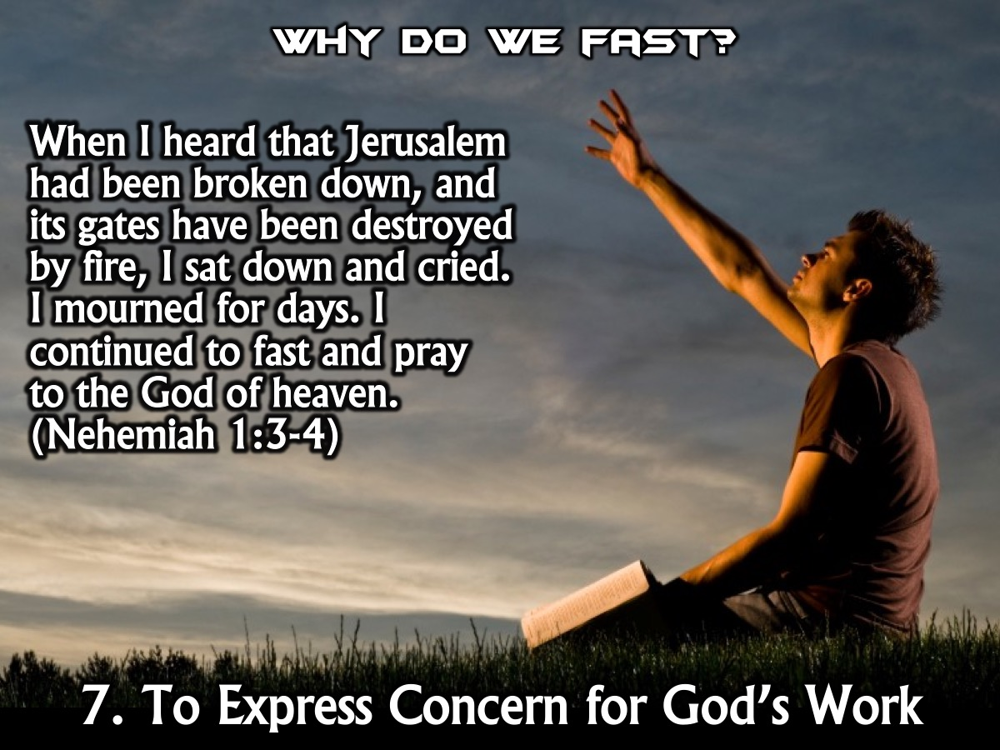 WHY DO WE FAST?
When I heard that Jerusalem
had been broken down, and
its gates have been destroyed
by fire, I sat down and cried.
I mourned for days. I
continued to fast and pray
to the God of heaven.
(Nehemiah 1:3-4)
7. To Express Concern for God's Work